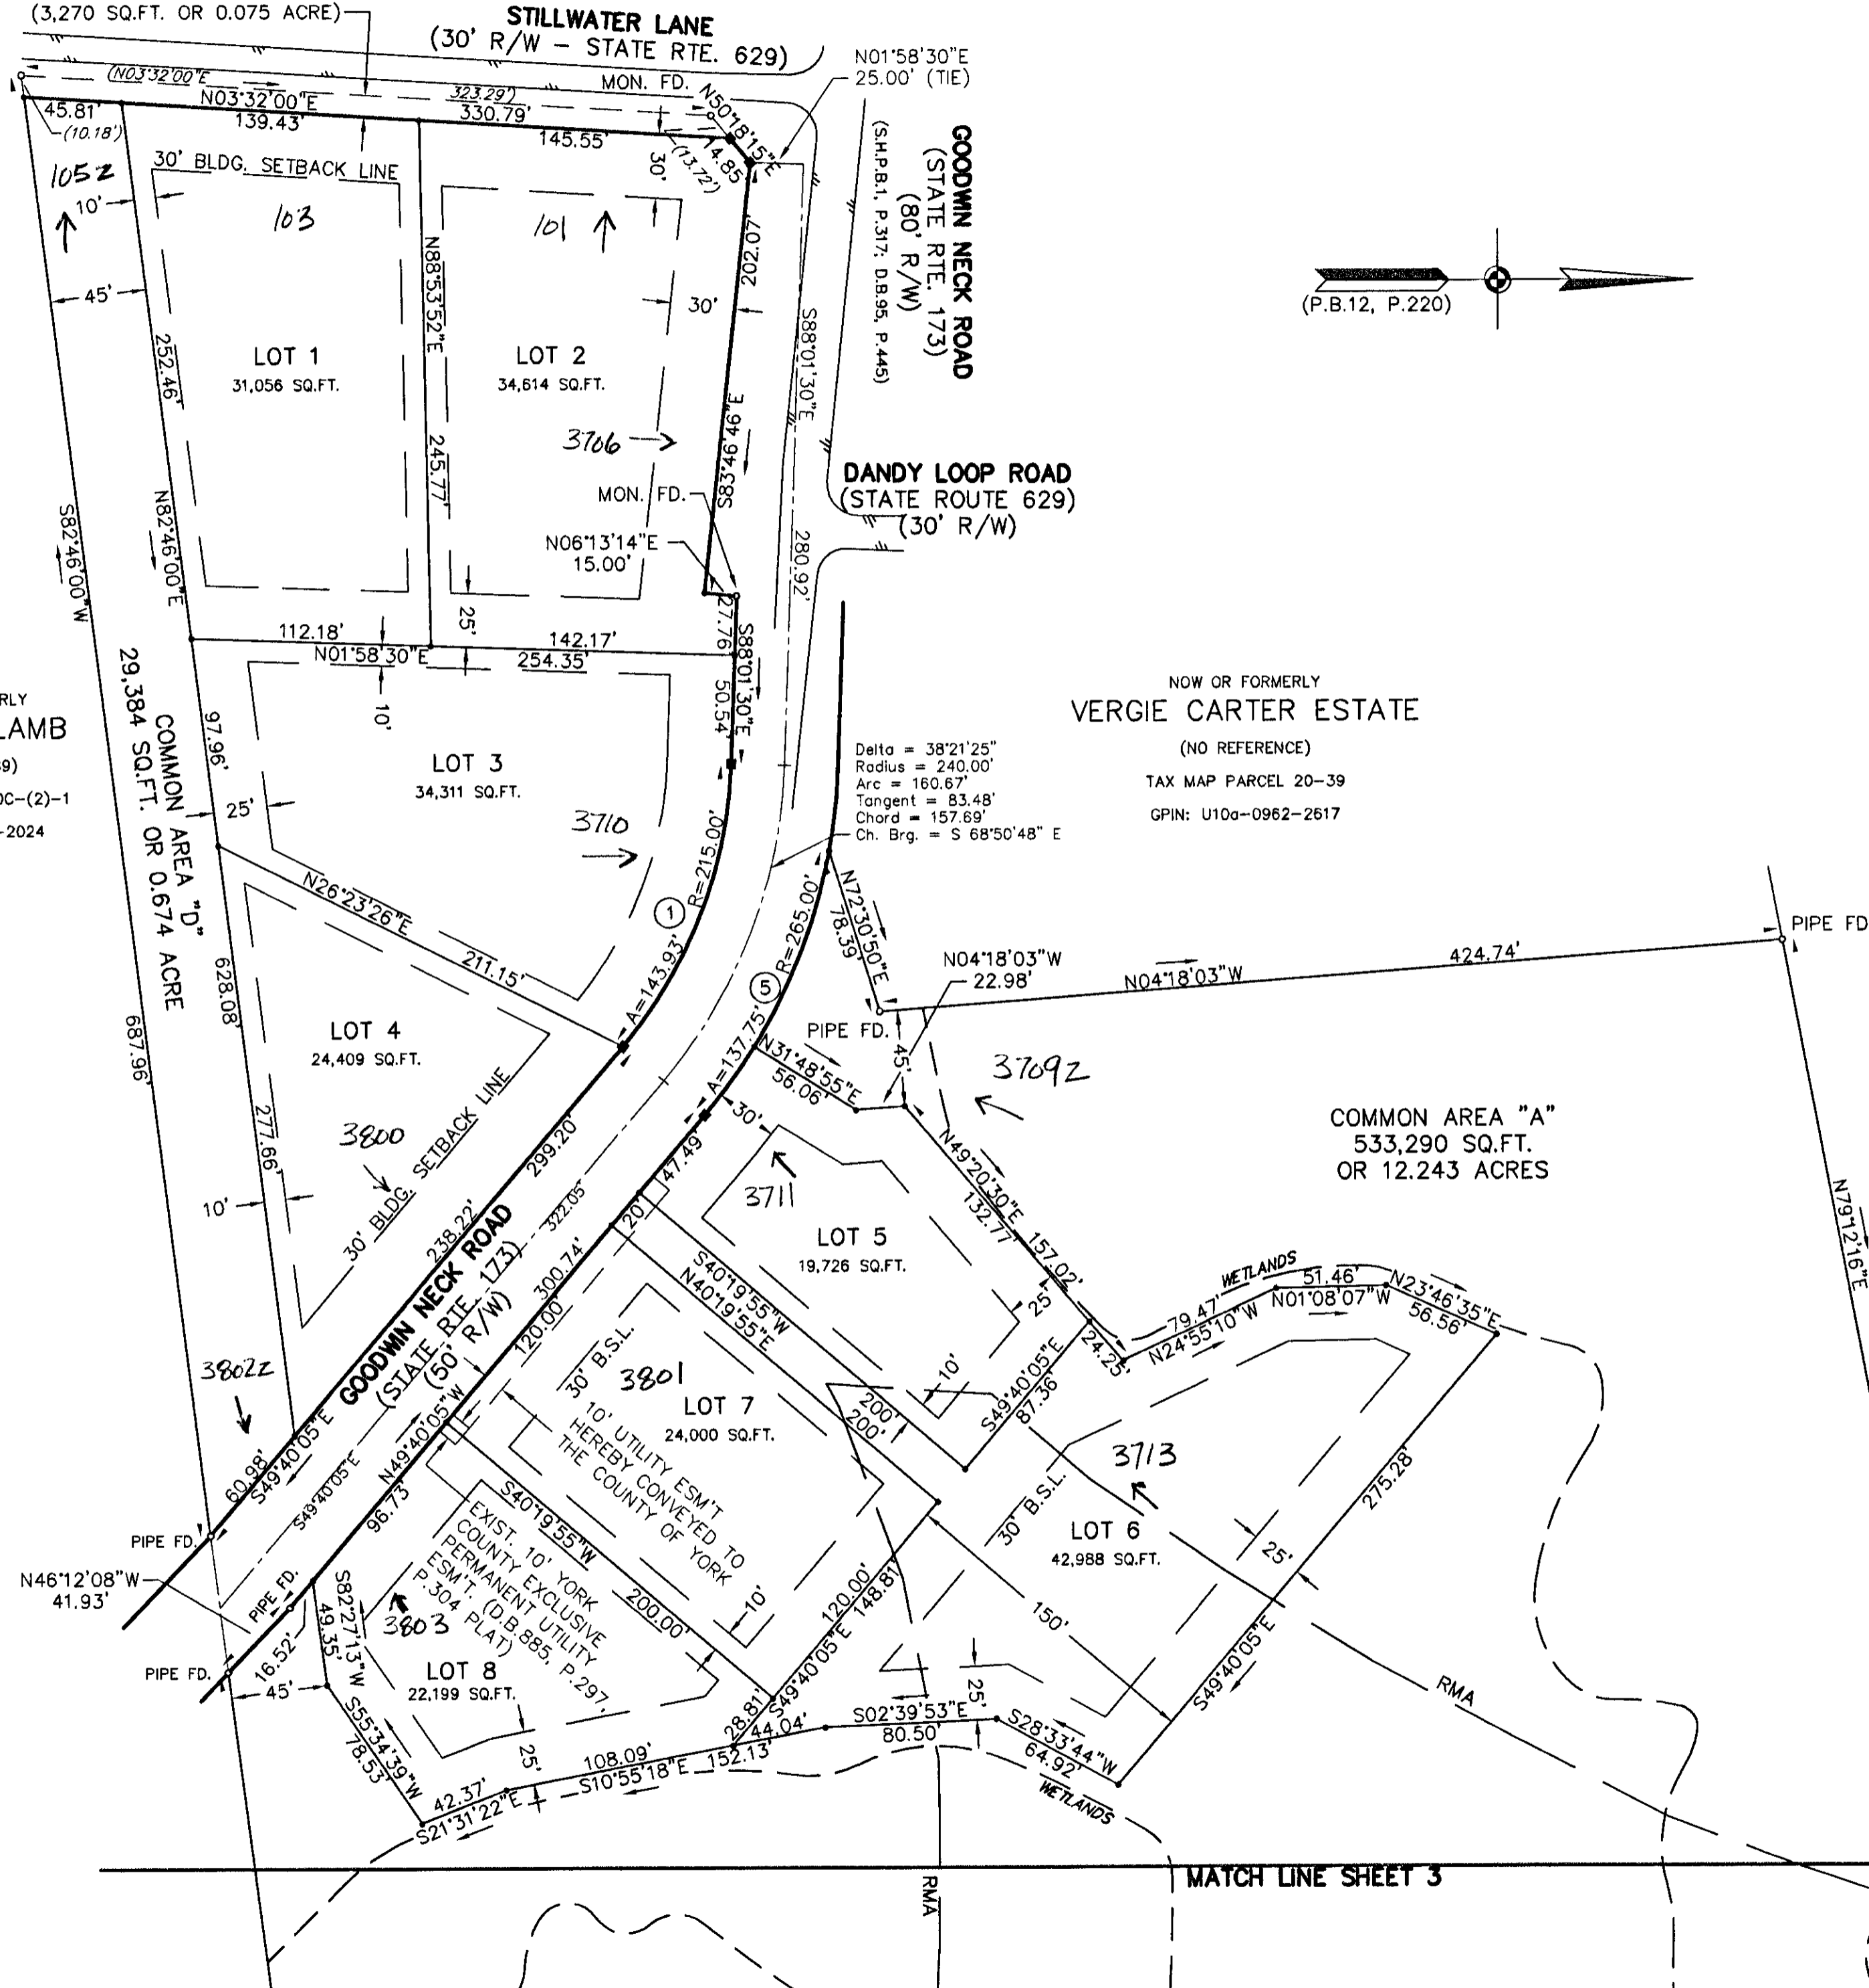 (3,270 SQ.FT. OR 0.075 ACRE)
STILLWATER LANE
(30' R/W - STATE RTE. 629)
N01°58'30"E
25.00' (TIE)
(N03°32'00"E
323.29')
MON. FD.
N50°18'15"E
14.85'
(13.72')
45.81'
(10.18')
N03°32'00"E
330.79'
139.43'
145.55'
30'
1052
10'
30' BLDG. SETBACK LINE
103
101
GOODWIN NECK ROAD
(STATE RTE. 173)
(80' R/W)
(S.H.P.B.1, P.317; D.B.95, P.445)
(P.B.12, P.220)
45'
252.46'
N82°46'00"E
N88°53'52"E
245.77'
202.07'
30'
S83°46'46"E
S88°01'30"E
280.92'
LOT 1
31,056 SQ.FT.
LOT 2
34,614 SQ.FT.
3706
MON. FD.
N06°13'14"E
15.00'
DANDY LOOP ROAD
(STATE ROUTE 629)
(30' R/W)
S82°46'00"W
687.96'
112.18'
25'
142.17'
N01°58'30"E
254.35'
27.76'
S88°01'30"E
50.54'
10'
RLY
LAMB
9)
0C-(2)-1
-2024
COMMON AREA "D"
29,384 SQ.FT. OR 0.674 ACRE
97.96'
25'
628.08'
LOT 3
34,311 SQ.FT.
3710
NOW OR FORMERLY
VERGIE CARTER ESTATE
(NO REFERENCE)
TAX MAP PARCEL 20-39
GPIN: U10a-0962-2617
Delta = 38°21'25"
Radius = 240.00'
Arc = 160.67'
Tangent = 83.48'
Chord = 157.69'
Ch. Brg. = S 68°50'48" E
1
R=215.00'
A=143.93'
5
R=265.00'
A=137.75'
N26°23'26"E
211.15'
N72°30'50"E
78.39'
N04°18'03"W
22.98'
PIPE FD.
N04°18'03"W
424.74'
PIPE FD
N79°12'16"E
LOT 4
24,409 SQ.FT.
3800
30' BLDG. SETBACK LINE
277.66'
10'
45'
N31°48'55"E
56.06'
37092
COMMON AREA "A"
533,290 SQ.FT.
OR 12.243 ACRES
299.20'
238.22'
GOODWIN NECK ROAD
(STATE RTE. 173)
(50' R/W)
322.05'
30'
47.49'
20'
300.74'
120.00'
3711
LOT 5
19,726 SQ.FT.
N49°20'30"E
132.77'
157.02'
25'
24.25'
WETLANDS
79.47'
N24°55'10"W
51.46'
N01°08'07"W
N23°46'35"E
56.56'
S40°19'55"W
N40°19'55"E
200'
200'
10'
S49°40'05"E
87.36'
38022
60.98'
S49°40'05"E
S49°40'05"E
N49°40'05"W
96.73'
30' B.S.L.
3801
LOT 7
24,000 SQ.FT.
10' UTILITY ESM'T
HEREBY CONVEYED TO
THE COUNTY OF YORK
10'
3713
30' B.S.L.
LOT 6
42,988 SQ.FT.
25'
275.28'
S49°40'05"E
150'
PIPE FD.
N46°12'08"W
41.93'
PIPE FD.
PIPE FD.
16.52'
45'
S82°27'13"W
49.35'
S40°19'55"W
200.00'
EXIST. 10' YORK
COUNTY EXCLUSIVE
PERMANENT UTILITY
ESM'T. (D.B.885, P.297,
P.304 PLAT)
3803
LOT 8
22,199 SQ.FT.
120.00'
148.81'
S49°40'05"E
28.81'
S55°34'39"W
78.53'
42.37'
S21°31'22"E
25'
108.09'
S10°55'18"E
152.13'
44.04'
S02°39'53"E
80.50'
25'
S28°33'44"W
64.92'
WETLANDS
RMA
RMA
MATCH LINE SHEET 3